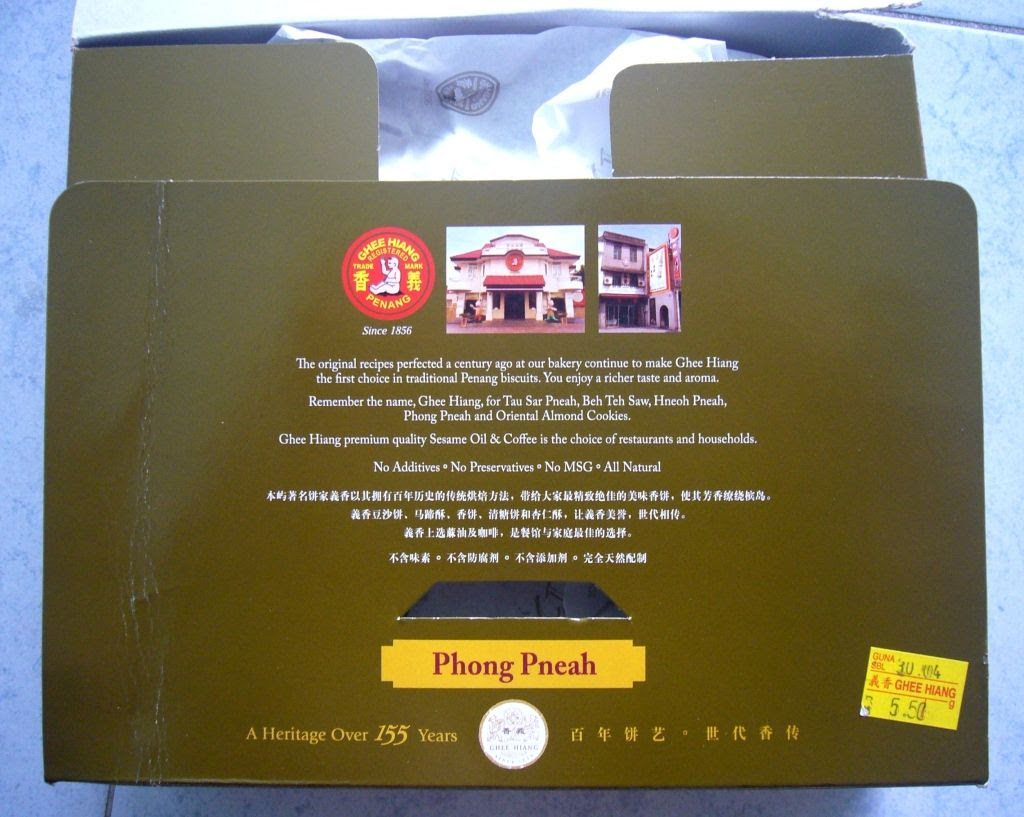 GHEE HIANG
REGISTERED
TRADE MARK
香 義
PENANG
Since 1856
The original recipes perfected a century ago at our bakery continue to make Ghee Hiang
the first choice in traditional Penang biscuits. You enjoy a richer taste and aroma.
Remember the name, Ghee Hiang, for Tau Sar Pneah, Beh Teh Saw, Hneoh Pneah,
Phong Pneah and Oriental Almond Cookies.
Ghee Hiang premium quality Sesame Oil & Coffee is the choice of restaurants and households.
No Additives ∘ No Preservatives ∘ No MSG ∘ All Natural
本屿著名饼家義香以其拥有百年历史的传统烘焙方法，带给大家最精致绝佳的美味香饼，使其芳香缭绕槟岛。
義香豆沙饼、马蹄酥、香饼、清糖饼和杏仁酥，让義香美誉，世代相传。
義香上选蔴油及咖啡，是餐馆与家庭最佳的选择。
不含味素 。 不含防腐剂 。 不含添加剂 。 完全天然配制
Phong Pneah
GUNA
SBL
義香 GHEE HIANG
5.50
A Heritage Over 155 Years
香 義
GHEE HIANG
百年饼艺 。 世代香传